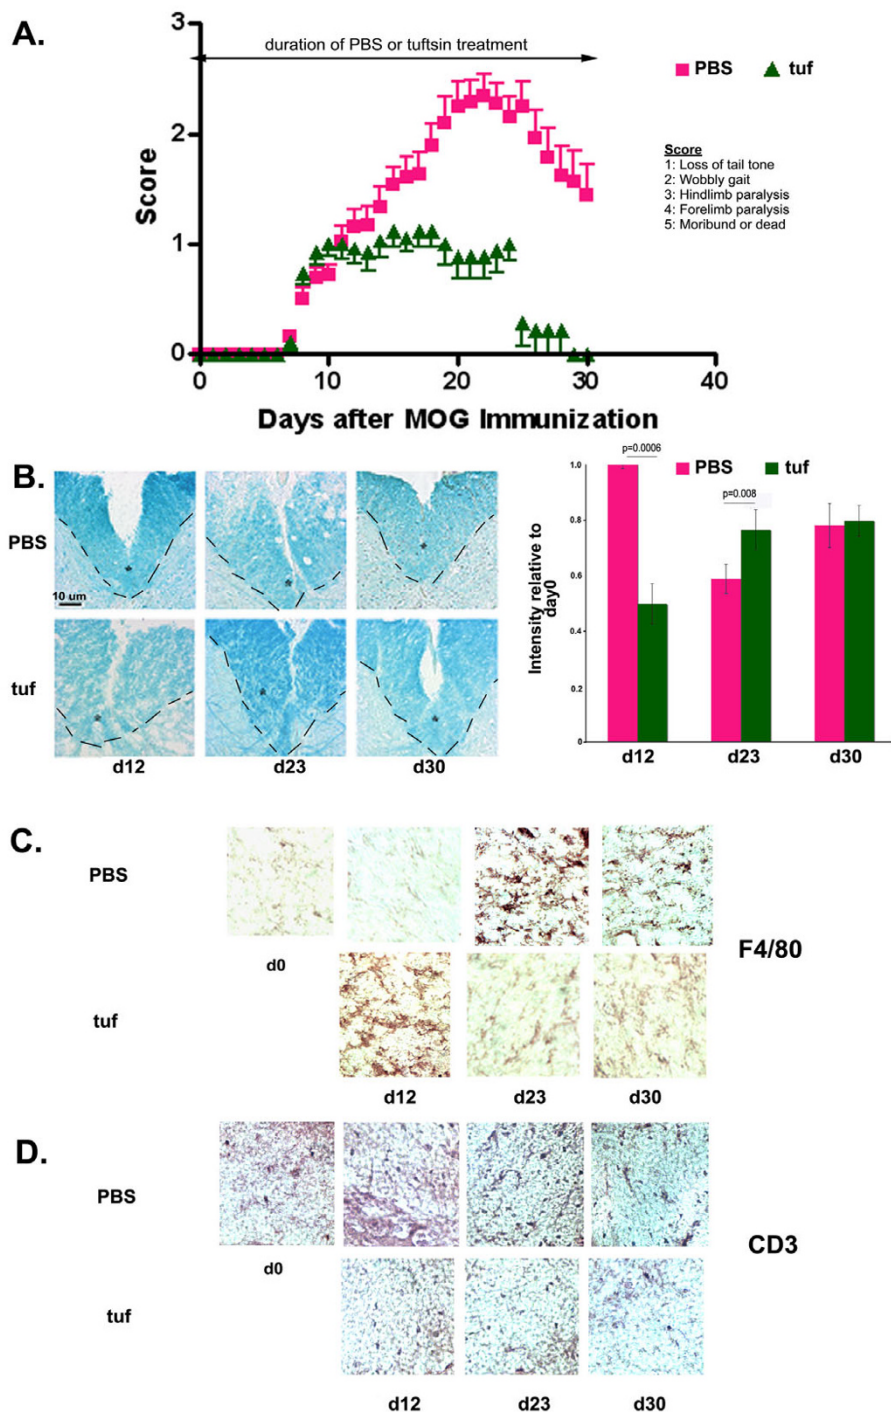 A.
duration of PBS or tuftsin treatment
PBS tuf
Score
1: Loss of tail tone
2: Wobbly gait
3: Hindlimb paralysis
4: Forelimb paralysis
5: Moribund or dead
3
2
1
0
Score
0 10 20 30 40
Days after MOG Immunization
B.
PBS
10 um
tuf
d12 d23 d30
p=0.0006
PBS tuf
p=0.008
1.0
0.8
0.6
0.4
0.2
0
Intensity relative to
day0
d12 d23 d30
C.
PBS
d0
F4/80
tuf
d12 d23 d30
D.
PBS
d0
CD3
tuf
d12 d23 d30